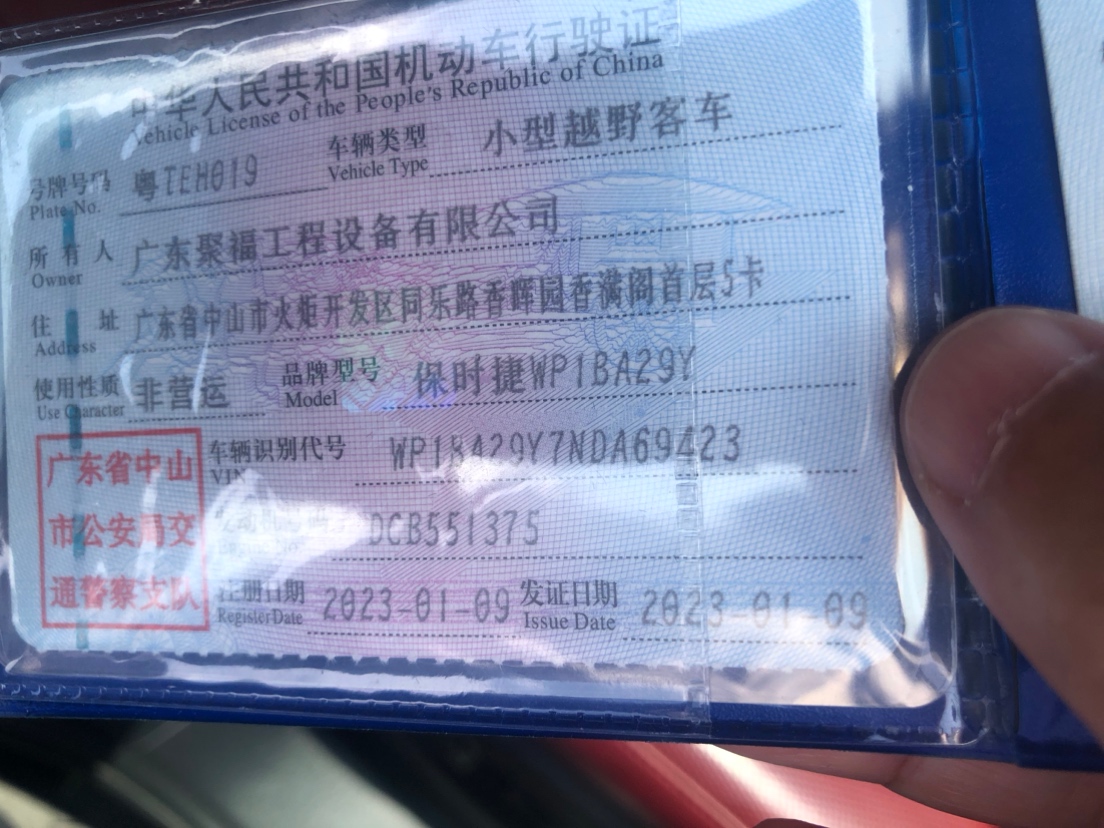 中华人民共和国机动车行驶证
Vehicle License of the People's Republic of China
号牌号码 粤TEH019 车辆类型 小型越野客车
Plate No. Vehicle Type
所有人 广东聚福工程设备有限公司
Owner
住址 广东省中山市火炬开发区同乐路香晖园香满阁首层5卡
Address
使用性质 非营运 品牌型号 保时捷WP1BA29Y
Use Character Model
车辆识别代号 WP1BA29Y7NDA69423
VIN
DCB551375
注册日期 2023-01-09 发证日期 2023-01-09
Register Date Issue Date
广东省中山
市公安局交
通警察支队